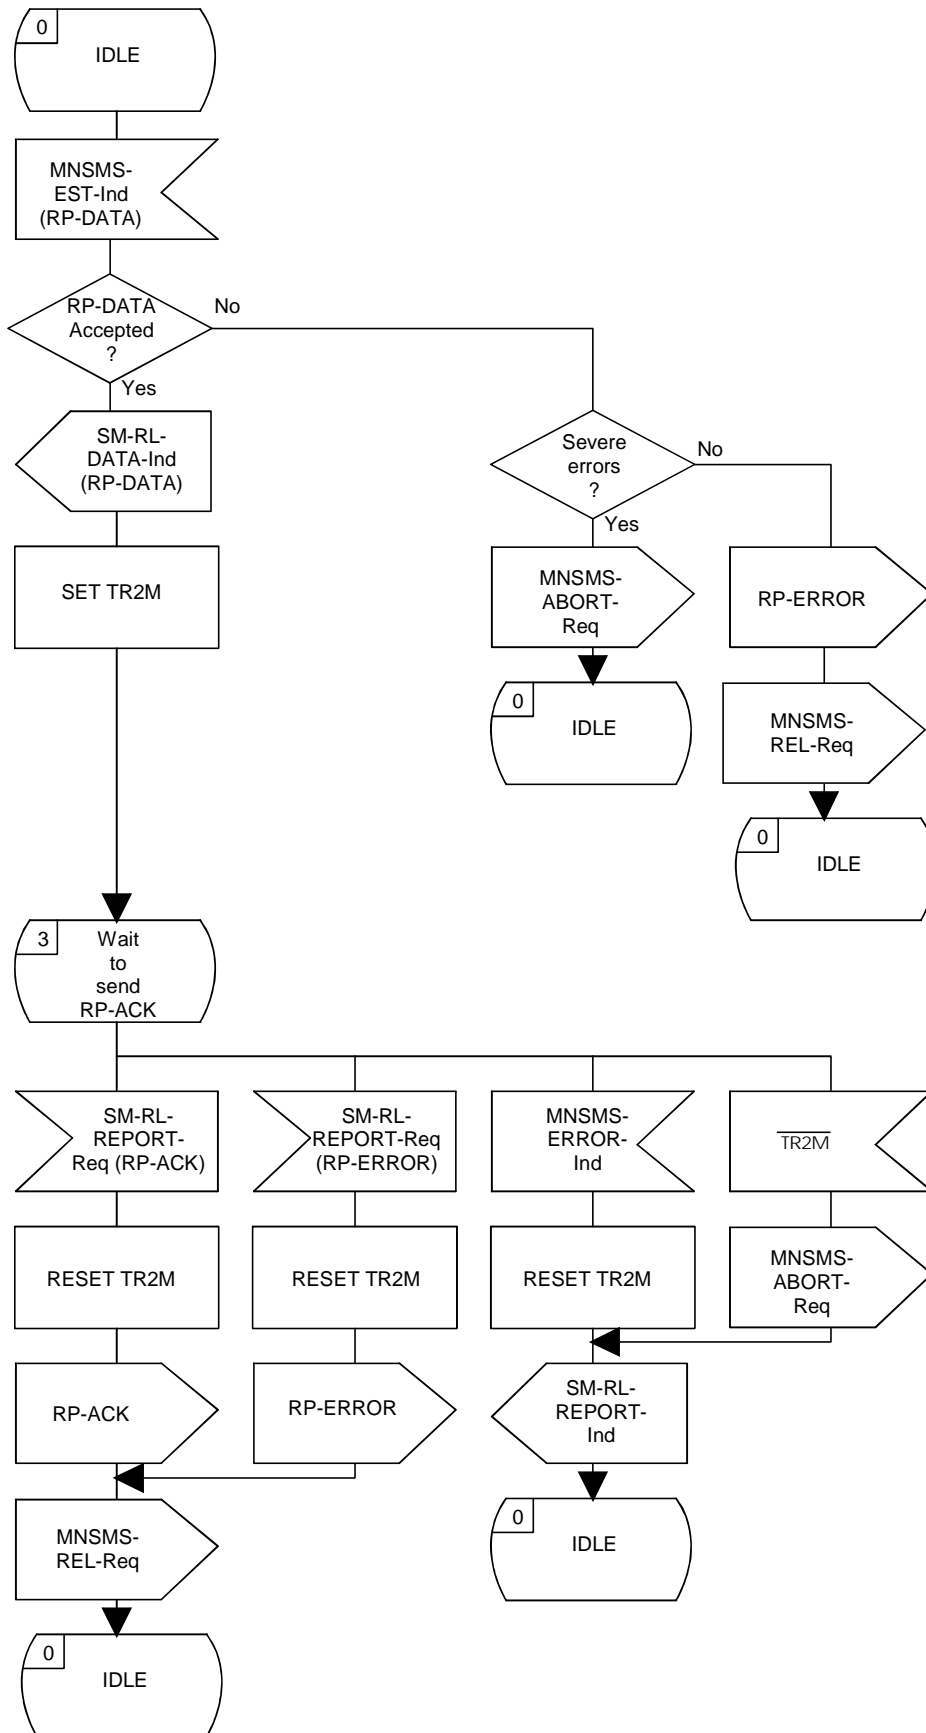 0
IDLE
MNSMS-
EST-Ind
(RP-DATA)
RP-DATA
Accepted
?
No
Yes
SM-RL-
DATA-Ind
(RP-DATA)
Severe
errors
?
No
Yes
SET TR2M
MNSMS-
ABORT-
Req
RP-ERROR
0
IDLE
MNSMS-
REL-Req
0
IDLE
3
Wait
to
send
RP-ACK
SM-RL-
REPORT-
Req (RP-ACK)
SM-RL-
REPORT-Req
(RP-ERROR)
MNSMS-
ERROR-
Ind
TR2M
RESET TR2M
RESET TR2M
RESET TR2M
MNSMS-
ABORT-
Req
RP-ACK
RP-ERROR
SM-RL-
REPORT-
Ind
MNSMS-
REL-Req
0
IDLE
0
IDLE